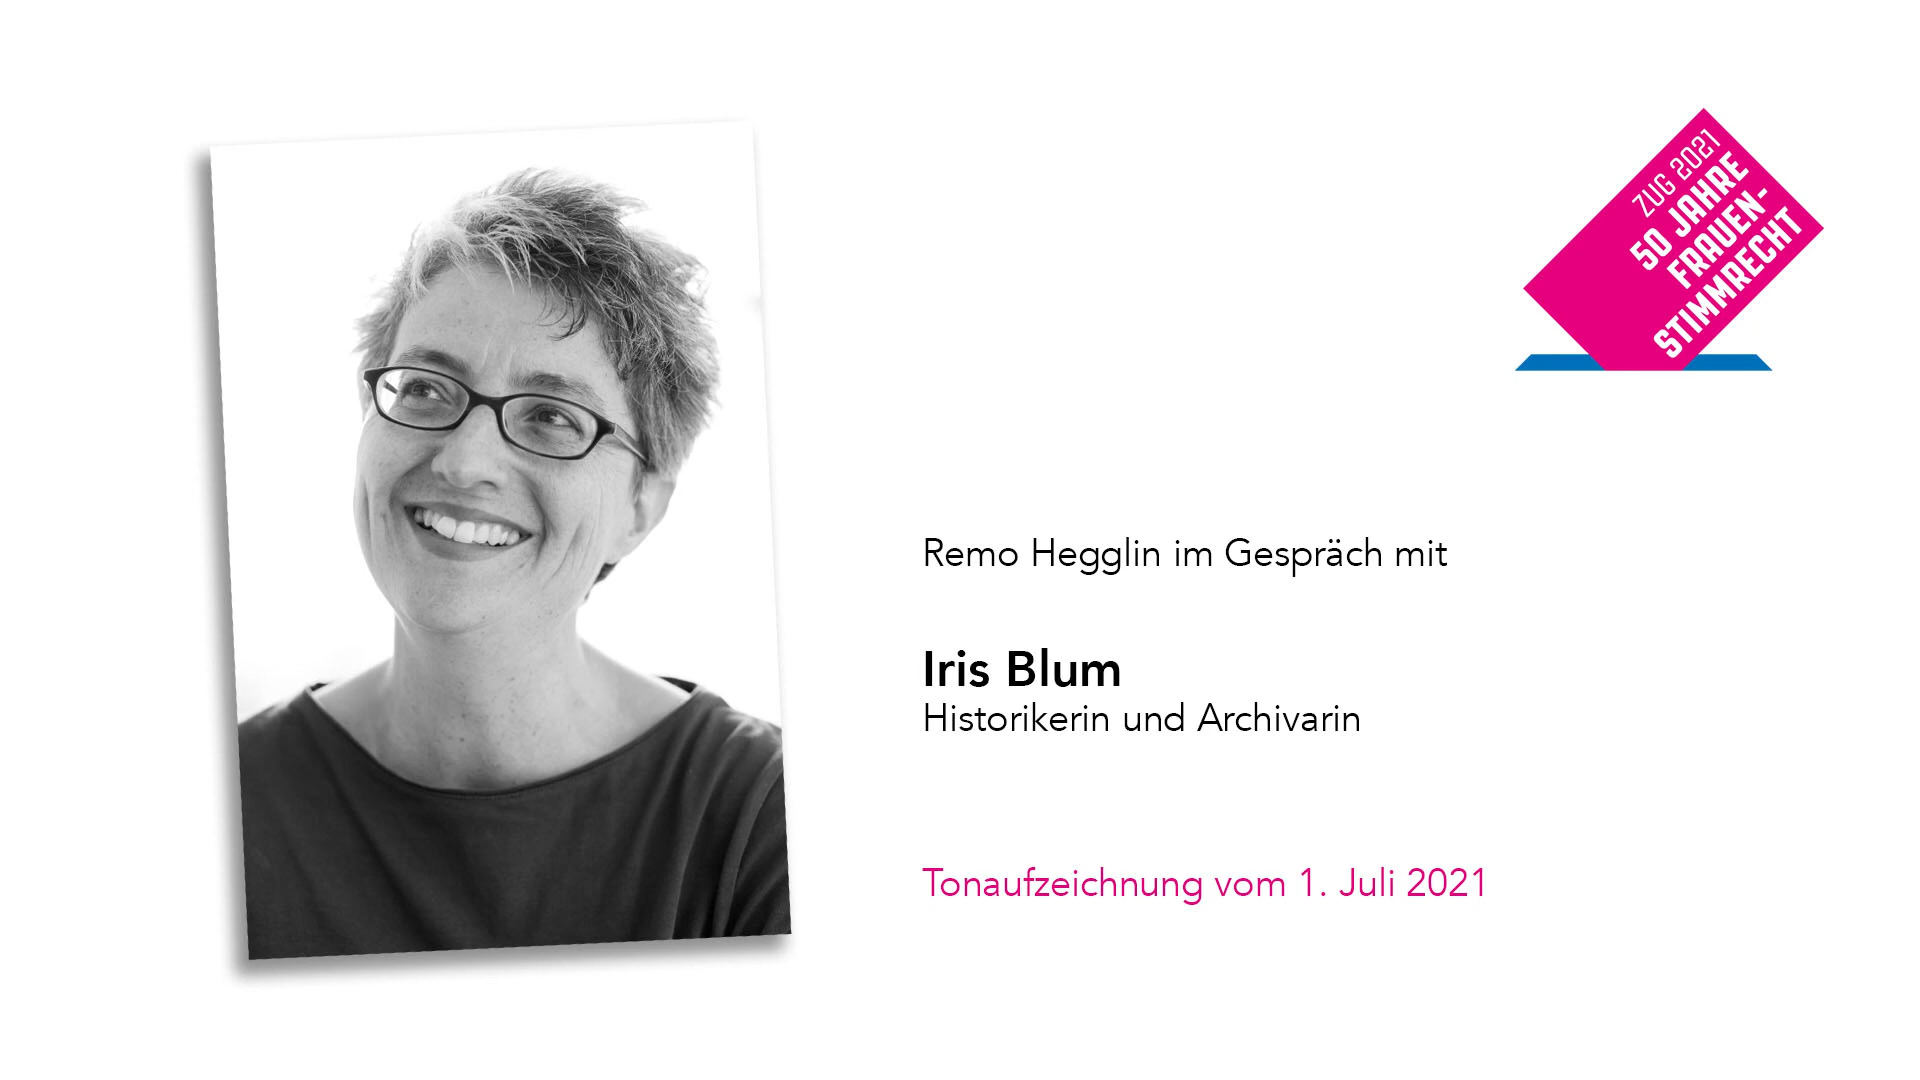 ZUG 2021
50 JAHRE
FRAUEN-
STIMMRECHT
Remo Hegglin im Gespräch mit
Iris Blum
Historikerin und Archivarin
Tonaufzeichnung vom 1. Juli 2021